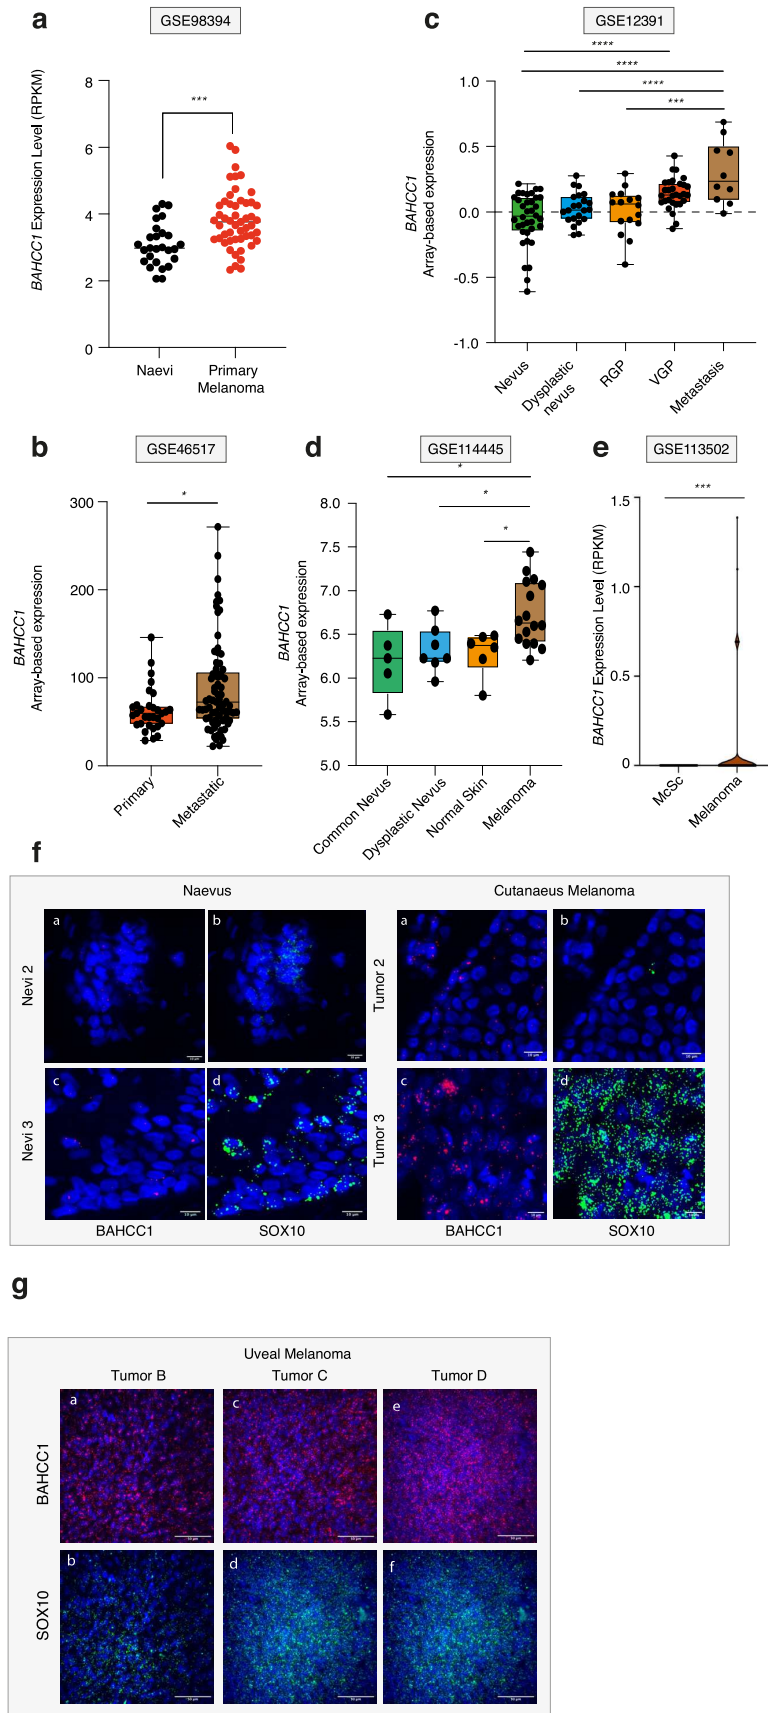 a
GSE98394
BAHCC1 Expression Level (RPKM)
8
6
4
2
0
***
Naevi
Primary
Melanoma
c
GSE12391
****
****
****
***
BAHCC1
Array-based expression
1.0
0.5
0.0
-0.5
-1.0
Nevus
Dysplastic
nevus
RGP
VGP
Metastasis
b
GSE46517
*
BAHCC1
Array-based expression
300
200
100
0
Primary
Metastatic
d
GSE114445
*
*
*
BAHCC1
Array-based expression
8.0
7.5
7.0
6.5
6.0
5.5
5.0
Common Nevus
Dysplastic Nevus
Normal Skin
Melanoma
e
GSE113502
***
BAHCC1 Expression Level (RPKM)
1.5
1.0
0.5
0
McSc
Melanoma
f
Naevus
Cutanaeus Melanoma
Nevi 2
a
b
Tumor 2
a
b
Nevi 3
c
d
Tumor 3
c
d
BAHCC1
SOX10
BAHCC1
SOX10
g
Uveal Melanoma
Tumor B
Tumor C
Tumor D
BAHCC1
a
c
e
SOX10
b
d
f